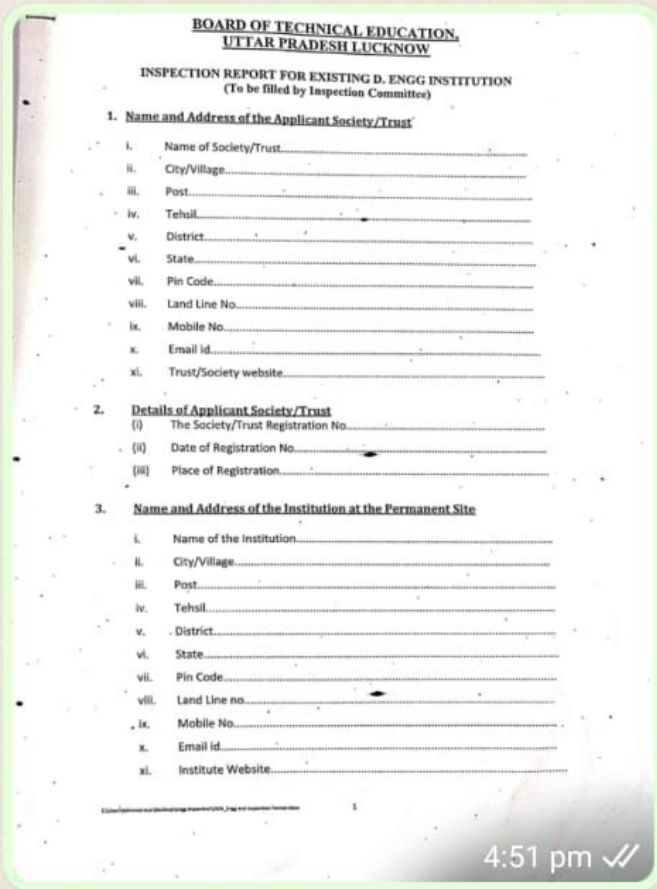 BOARD OF TECHNICAL EDUCATION,
UTTAR PRADESH LUCKNOW
INSPECTION REPORT FOR EXISTING D. ENGG INSTITUTION
(To be filled by Inspection Committee)
1. Name and Address of the Applicant Society/Trust
i. Name of Society/Trust
ii. City/Village
iii. Post
iv. Tehsil
v. District
vi. State
vii. Pin Code
viii. Land Line No
ix. Mobile No
x. Email id
xi. Trust/Society website
2. Details of Applicant Society/Trust
(i) The Society/Trust Registration No
(ii) Date of Registration No
(iii) Place of Registration
3. Name and Address of the Institution at the Permanent Site
i. Name of the Institution
ii. City/Village
iii. Post
iv. Tehsil
v. District
vi. State
vii. Pin Code
viii. Land Line no
ix. Mobile No
x. Email id
xi. Institute Website
1
4:51 pm